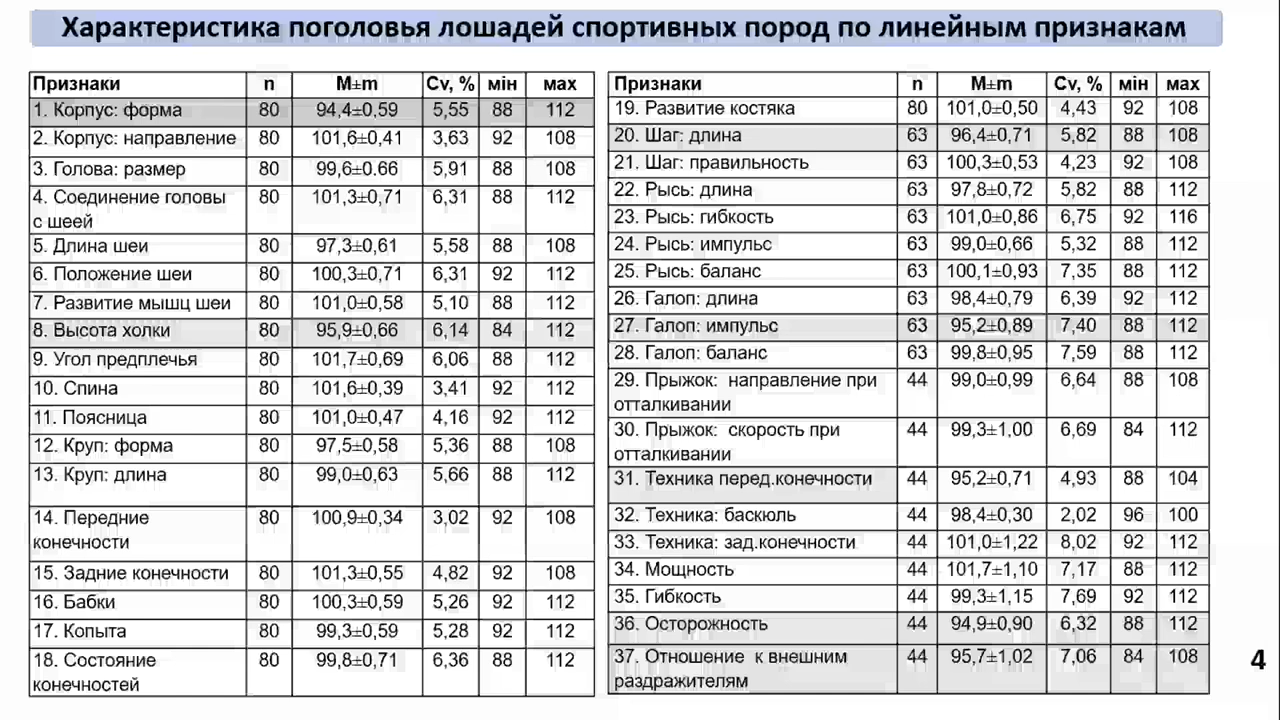 Характеристика поголовья лошадей спортивных пород по линейным признакам
Признаки n M±m Cv, % мін мах
1. Корпус: форма 80 94,4±0,59 5,55 88 112
2. Корпус: направление 80 101,6±0,41 3,63 92 108
3. Голова: размер 80 99,6±0.66 5,91 88 108
4. Соединение головы 80 101,3±0,71 6,31 88 112
с шеей
5. Длина шеи 80 97,3±0,61 5,58 88 108
6. Положение шеи 80 100,3±0,71 6,31 92 112
7. Развитие мышц шеи 80 101,0±0,58 5,10 88 112
8. Высота холки 80 95,9±0,66 6,14 84 112
9. Угол предплечья 80 101,7±0,69 6,06 88 112
10. Спина 80 101,6±0,39 3,41 92 112
11. Поясница 80 101,0±0,47 4,16 92 112
12. Круп: форма 80 97,5±0,58 5,36 88 108
13. Круп: длина 80 99,0±0,63 5,66 88 112
14. Передние 80 100,9±0,34 3,02 92 108
конечности
15. Задние конечности 80 101,3±0,55 4,82 92 108
16. Бабки 80 100,3±0,59 5,26 92 112
17. Копыта 80 99,3±0,59 5,28 92 112
18. Состояние 80 99,8±0,71 6,36 88 112
конечностей
Признаки n M±m Cv, % мін мах
19. Развитие костяка 80 101,0±0,50 4,43 92 108
20. Шаг: длина 63 96,4±0,71 5,82 88 108
21. Шаг: правильность 63 100,3±0,53 4,23 92 108
22. Рысь: длина 63 97,8±0,72 5,82 88 112
23. Рысь: гибкость 63 101,0±0,86 6,75 92 116
24. Рысь: импульс 63 99,0±0,66 5,32 88 112
25. Рысь: баланс 63 100,1±0,93 7,35 88 112
26. Галоп: длина 63 98,4±0,79 6,39 92 112
27. Галоп: импульс 63 95,2±0,89 7,40 88 112
28. Галоп: баланс 63 99,8±0,95 7,59 88 112
29. Прыжок: направление при 44 99,0±0,99 6,64 88 108
отталкивании
30. Прыжок: скорость при 44 99,3±1,00 6,69 84 112
отталкивании
31. Техника перед.конечности 44 95,2±0,71 4,93 88 104
32. Техника: баскюль 44 98,4±0,30 2,02 96 100
33. Техника: зад.конечности 44 101,0±1,22 8,02 92 112
34. Мощность 44 101,7±1,10 7,17 88 112
35. Гибкость 44 99,3±1,15 7,69 92 112
36. Осторожность 44 94,9±0,90 6,32 88 112
37. Отношение к внешним 44 95,7±1,02 7,06 84 108
раздражителям
4